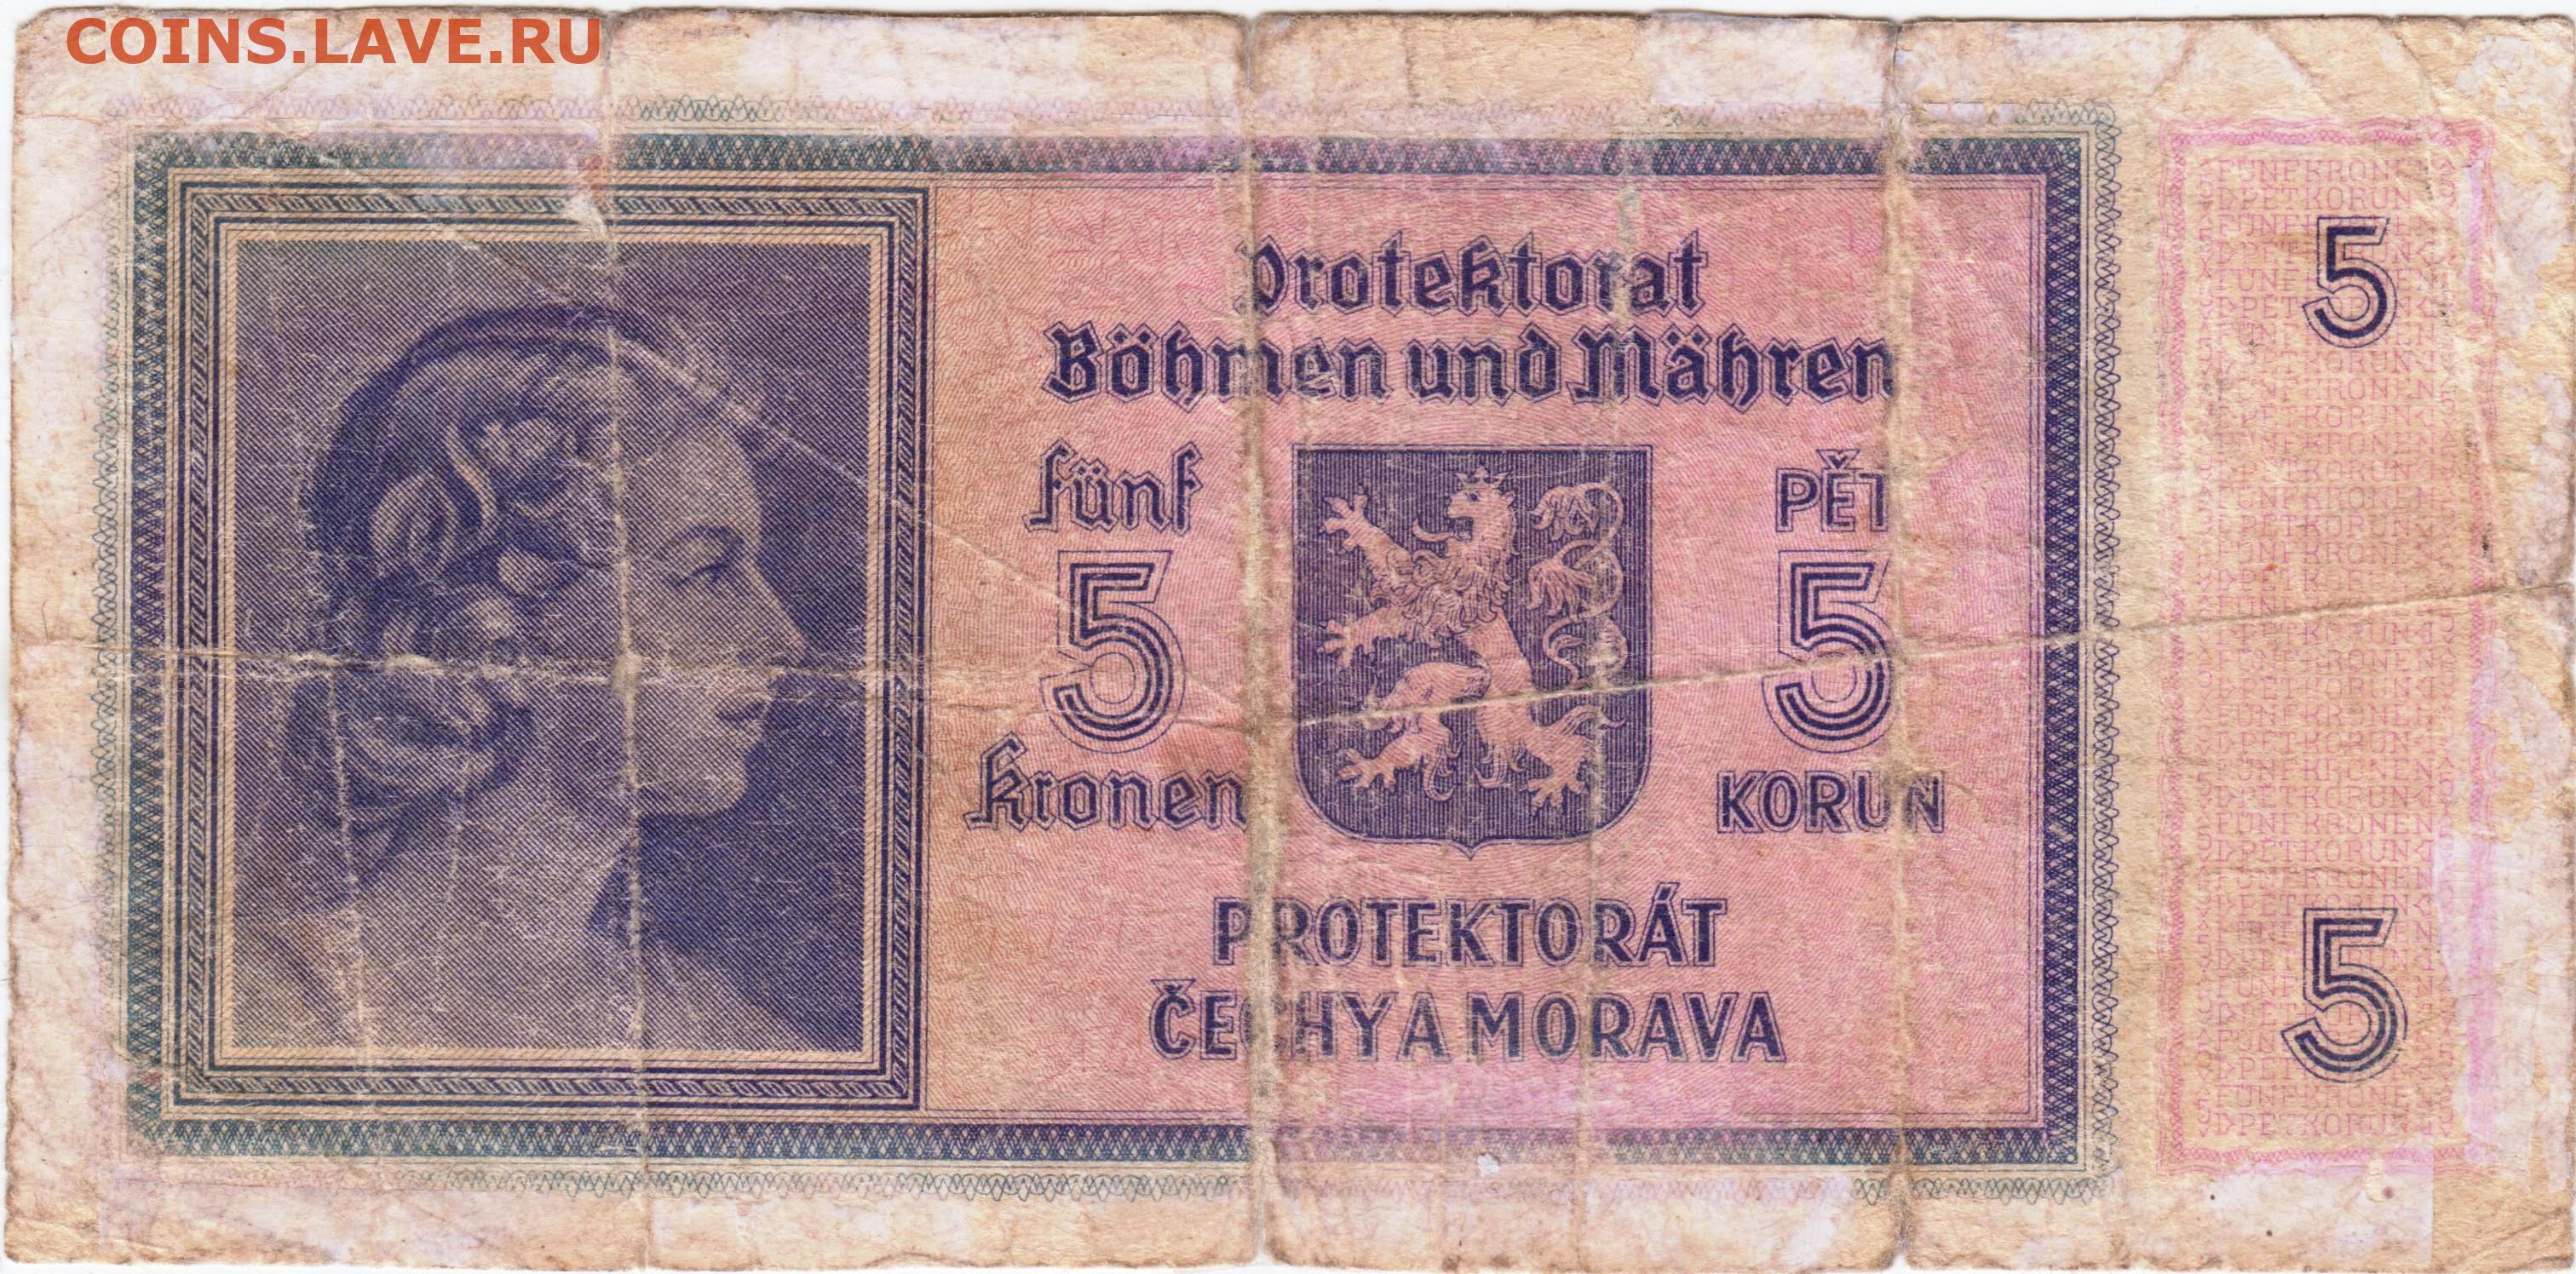 COINS.LAVE.RU
Protektorat
Böhmen und Mähren
fünf
5
Kronen
PĚT
5
KORUN
PROTEKTORÁT
ČECHY A MORAVA
5
5